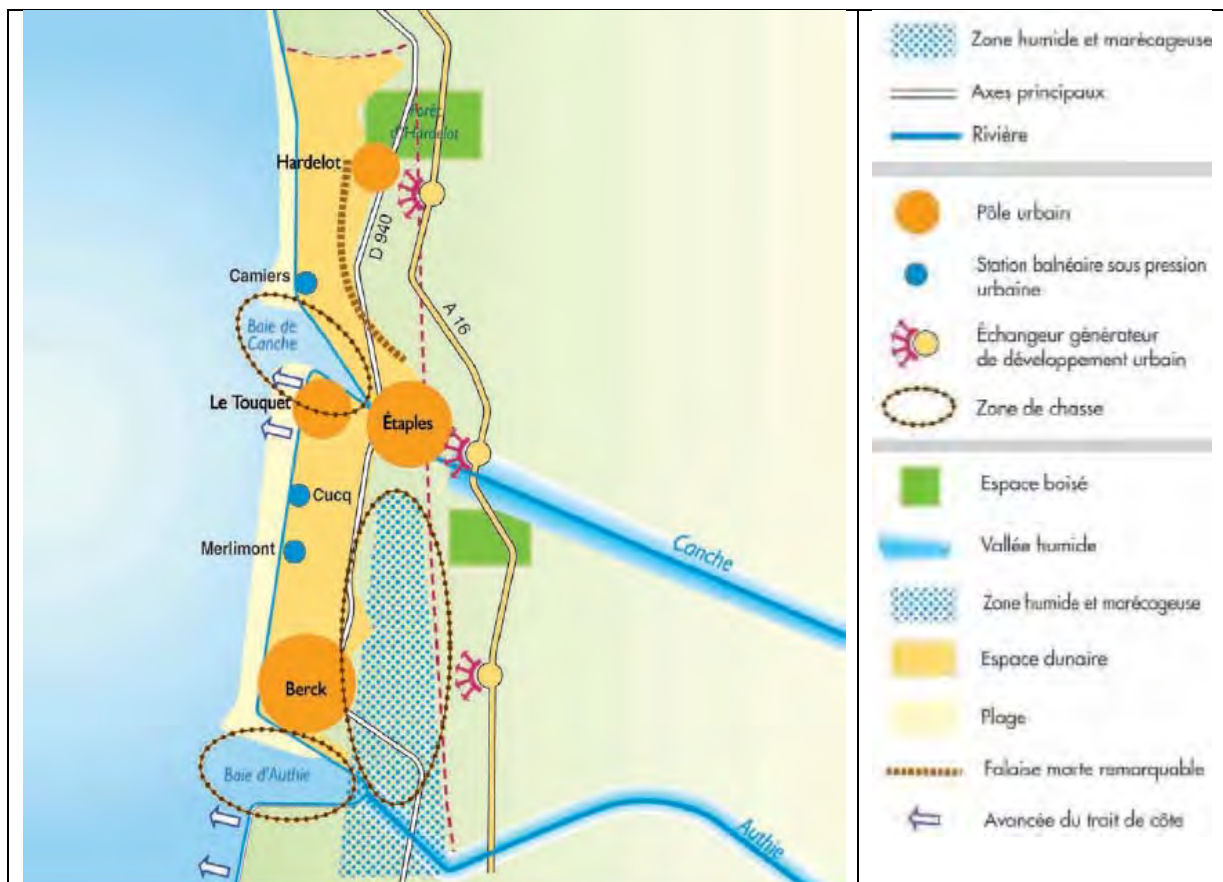 Forêt
d'Hardelot
Hardelot
D 940
Camiers
A 16
Baie de
Canche
Le Touquet
Étaples
Cucq
Merlimont
Canche
Berck
Baie d'Authie
Authie
Zone humide et marécageuse
Axes principaux
Rivière
Pôle urbain
Station balnéaire sous pression
urbaine
Échangeur générateur
de développement urbain
Zone de chasse
Espace boisé
Vallée humide
Zone humide et marécageuse
Espace dunaire
Plage
Falaise morte remarquable
Avancée du trait de côte